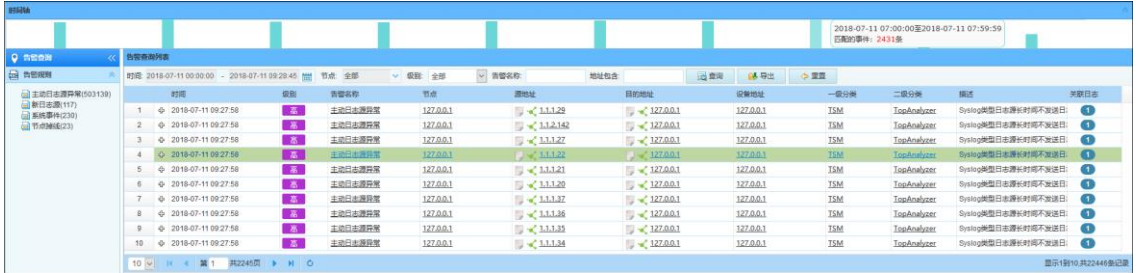 时间轴
2018-07-11 07:00:00至2018-07-11 07:59:59
匹配的事件: 2431条
告警查询
告警查询列表
告警规则
主动日志源异常(503139)
新日志源(117)
系统事件(230)
节点掉线(23)
时间: 2018-07-11 00:00:00 - 2018-07-11 09:28:45 节点: 全部 级别: 全部 告警名称: 地址包含: 查询 导出 重置
时间 级别 告警名称 节点 源地址 目的地址 设备地址 一级分类 二级分类 描述 关联日志
1 2018-07-11 09:27:58 高 主动日志源异常 127.0.0.1 1.1.1.29 127.0.0.1 127.0.0.1 TSM TopAnalyzer Syslog类型日志源长时间不发送日 1
2 2018-07-11 09:27:58 高 主动日志源异常 127.0.0.1 1.1.2.142 127.0.0.1 127.0.0.1 TSM TopAnalyzer Syslog类型日志源长时间不发送日 1
3 2018-07-11 09:27:58 高 主动日志源异常 127.0.0.1 1.1.1.27 127.0.0.1 127.0.0.1 TSM TopAnalyzer Syslog类型日志源长时间不发送日 1
4 2018-07-11 09:27:58 高 主动日志源异常 127.0.0.1 1.1.1.22 127.0.0.1 127.0.0.1 TSM TopAnalyzer Syslog类型日志源长时间不发送日 1
5 2018-07-11 09:27:58 高 主动日志源异常 127.0.0.1 1.1.1.21 127.0.0.1 127.0.0.1 TSM TopAnalyzer Syslog类型日志源长时间不发送日 1
6 2018-07-11 09:27:58 高 主动日志源异常 127.0.0.1 1.1.1.20 127.0.0.1 127.0.0.1 TSM TopAnalyzer Syslog类型日志源长时间不发送日 1
7 2018-07-11 09:27:58 高 主动日志源异常 127.0.0.1 1.1.1.37 127.0.0.1 127.0.0.1 TSM TopAnalyzer Syslog类型日志源长时间不发送日 1
8 2018-07-11 09:27:58 高 主动日志源异常 127.0.0.1 1.1.1.36 127.0.0.1 127.0.0.1 TSM TopAnalyzer Syslog类型日志源长时间不发送日 1
9 2018-07-11 09:27:58 高 主动日志源异常 127.0.0.1 1.1.1.35 127.0.0.1 127.0.0.1 TSM TopAnalyzer Syslog类型日志源长时间不发送日 1
10 2018-07-11 09:27:58 高 主动日志源异常 127.0.0.1 1.1.1.34 127.0.0.1 127.0.0.1 TSM TopAnalyzer Syslog类型日志源长时间不发送日 1
10 第 1 共2245页 显示1到10,共22446条记录